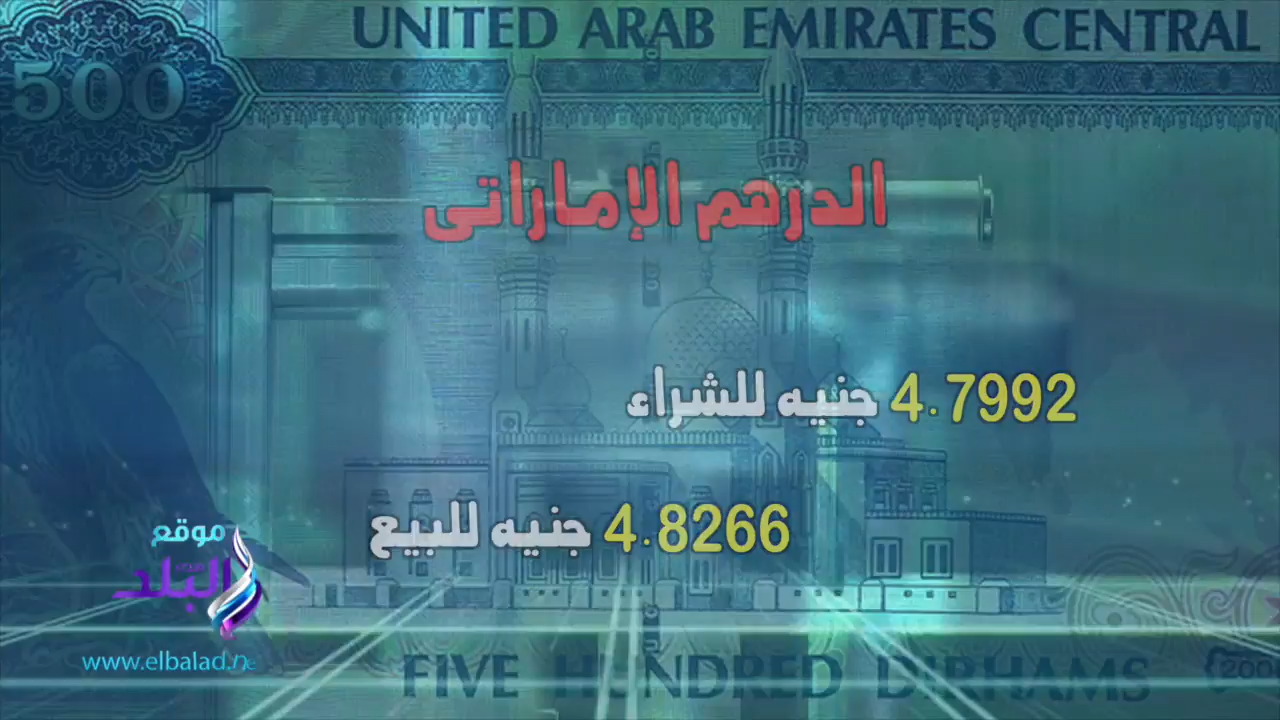 UNITED ARAB EMIRATES CENTRAL
500
الدرهم الإماراتى
4.7992 جنيه للشراء
4.8266 جنيه للبيع
موقع
صدى البلد
www.elbalad.ne
FIVE HUNDRED DIRHAMS